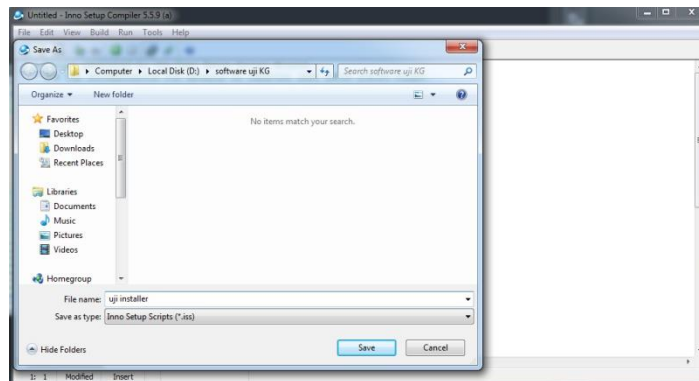 Untitled - Inno Setup Compiler 5.5.9 (a)
File Edit View Build Run Tools Help
Save As
Computer Local Disk (D:) software uji KG
Search software uji KG
Organize New folder
Favorites
Desktop
Downloads
Recent Places
Libraries
Documents
Music
Pictures
Videos
Homegroup
No items match your search.
File name: uji installer
Save as type: Inno Setup Scripts (*.iss)
Hide Folders
Save Cancel
1: 1 Modified Insert